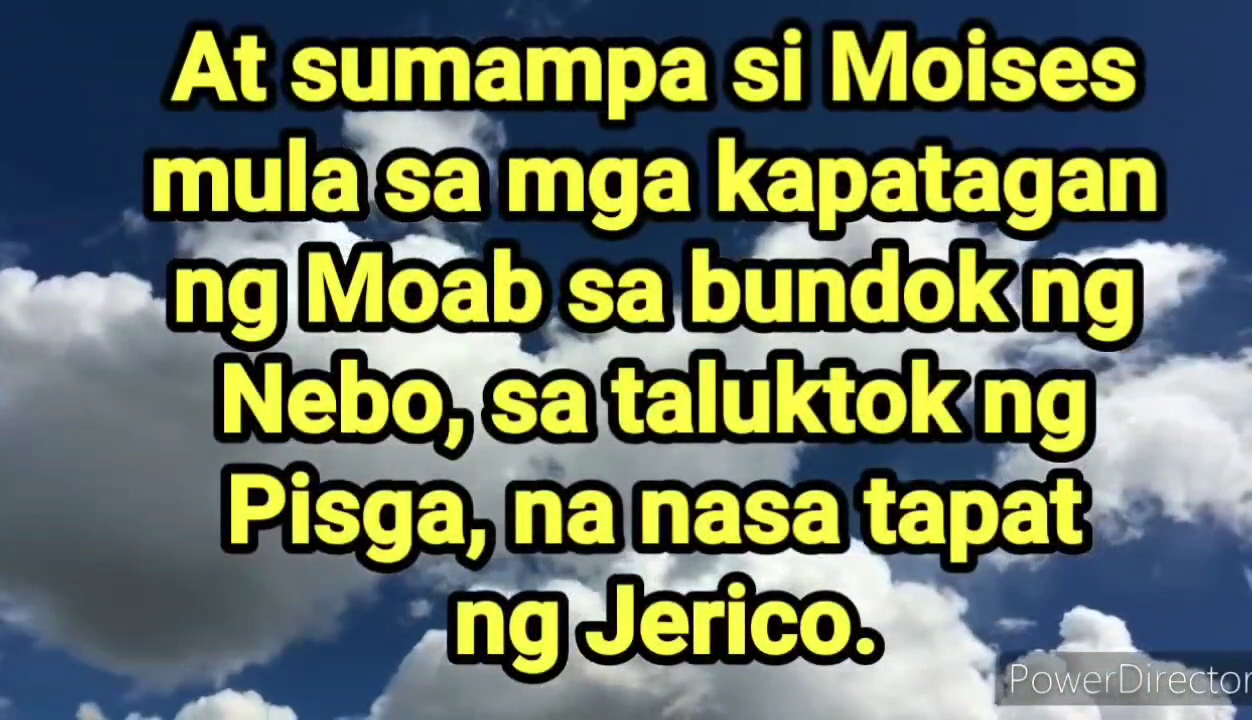 At sumampa si Moises
mula sa mga kapatagan
ng Moab sa bundok ng
Nebo, sa taluktok ng
Pisga, na nasa tapat
ng Jerico.
PowerDirector